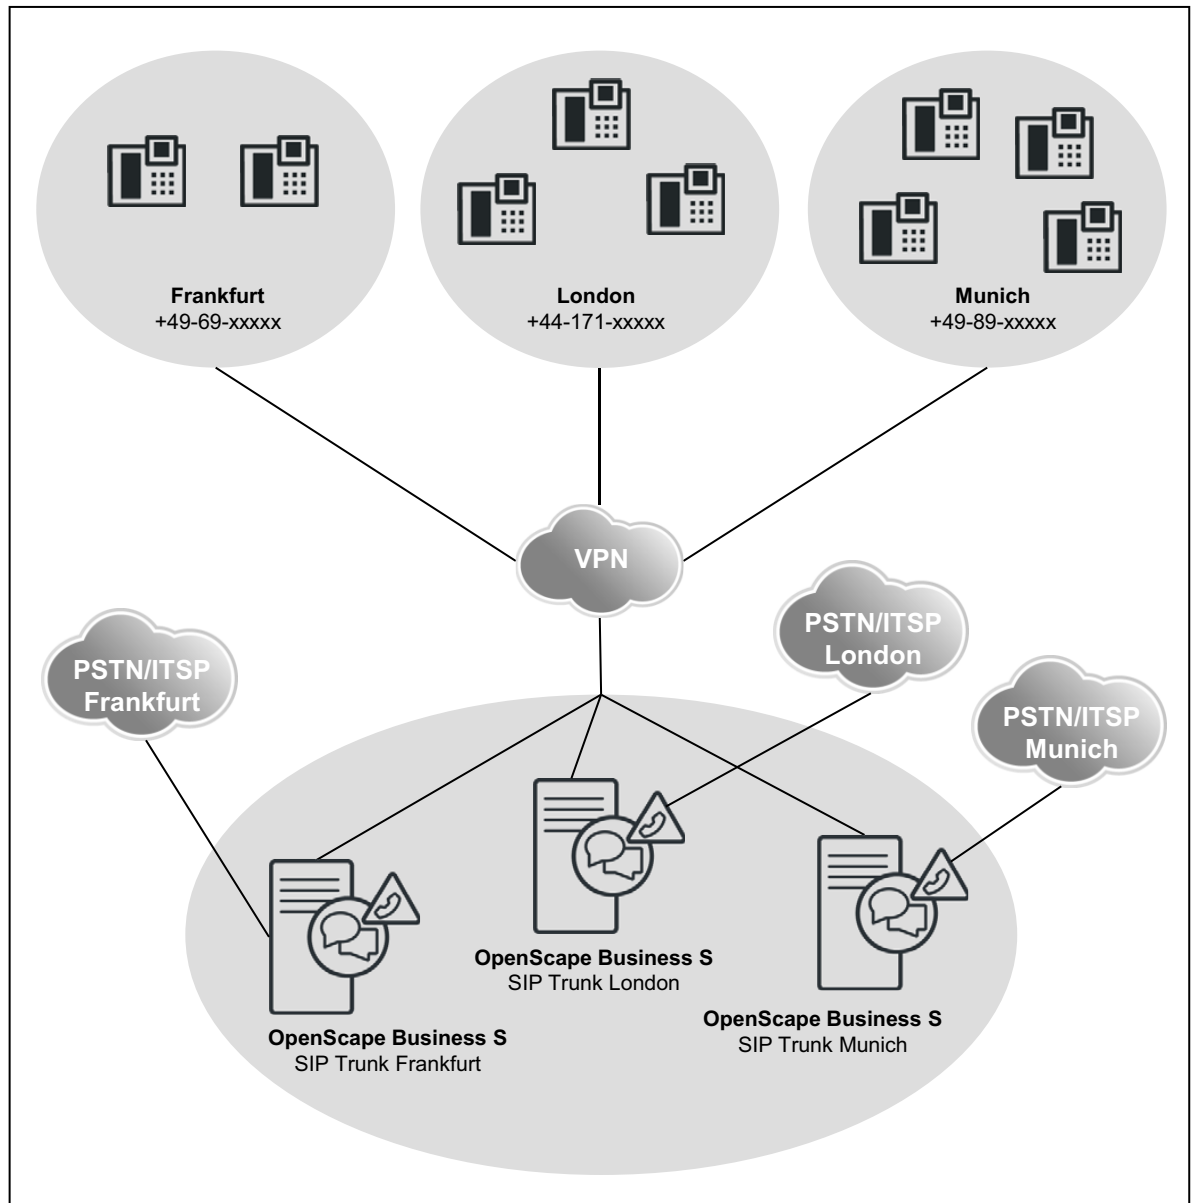 Frankfurt
+49-69-xxxxx
London
+44-171-xxxxx
Munich
+49-89-xxxxx
VPN
PSTN/ITSP
London
PSTN/ITSP
Frankfurt
PSTN/ITSP
Munich
OpenScape Business S
SIP Trunk London
OpenScape Business S
SIP Trunk Munich
OpenScape Business S
SIP Trunk Frankfurt